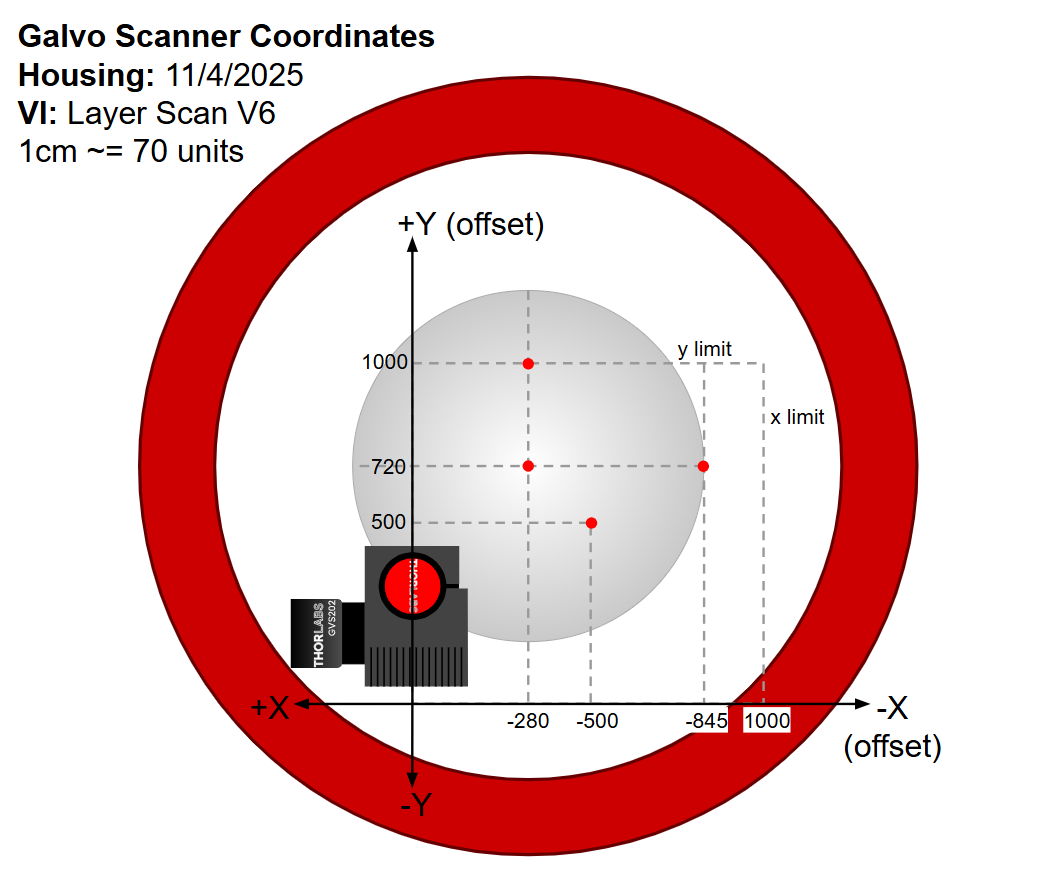 Galvo Scanner Coordinates
Housing: 11/4/2025
VI: Layer Scan V6
1cm ~= 70 units
+Y (offset)
y limit
1000
x limit
720
500
THORLABS
GVS202
+X
-X
(offset)
-280
-500
-845
1000
-Y